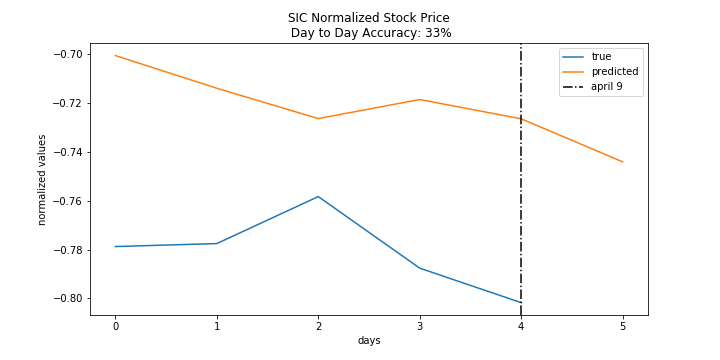 SIC Normalized Stock Price
Day to Day Accuracy: 33%
true
predicted
april 9
normalized values
−0.70
−0.72
−0.74
−0.76
−0.78
−0.80
0 1 2 3 4 5
days